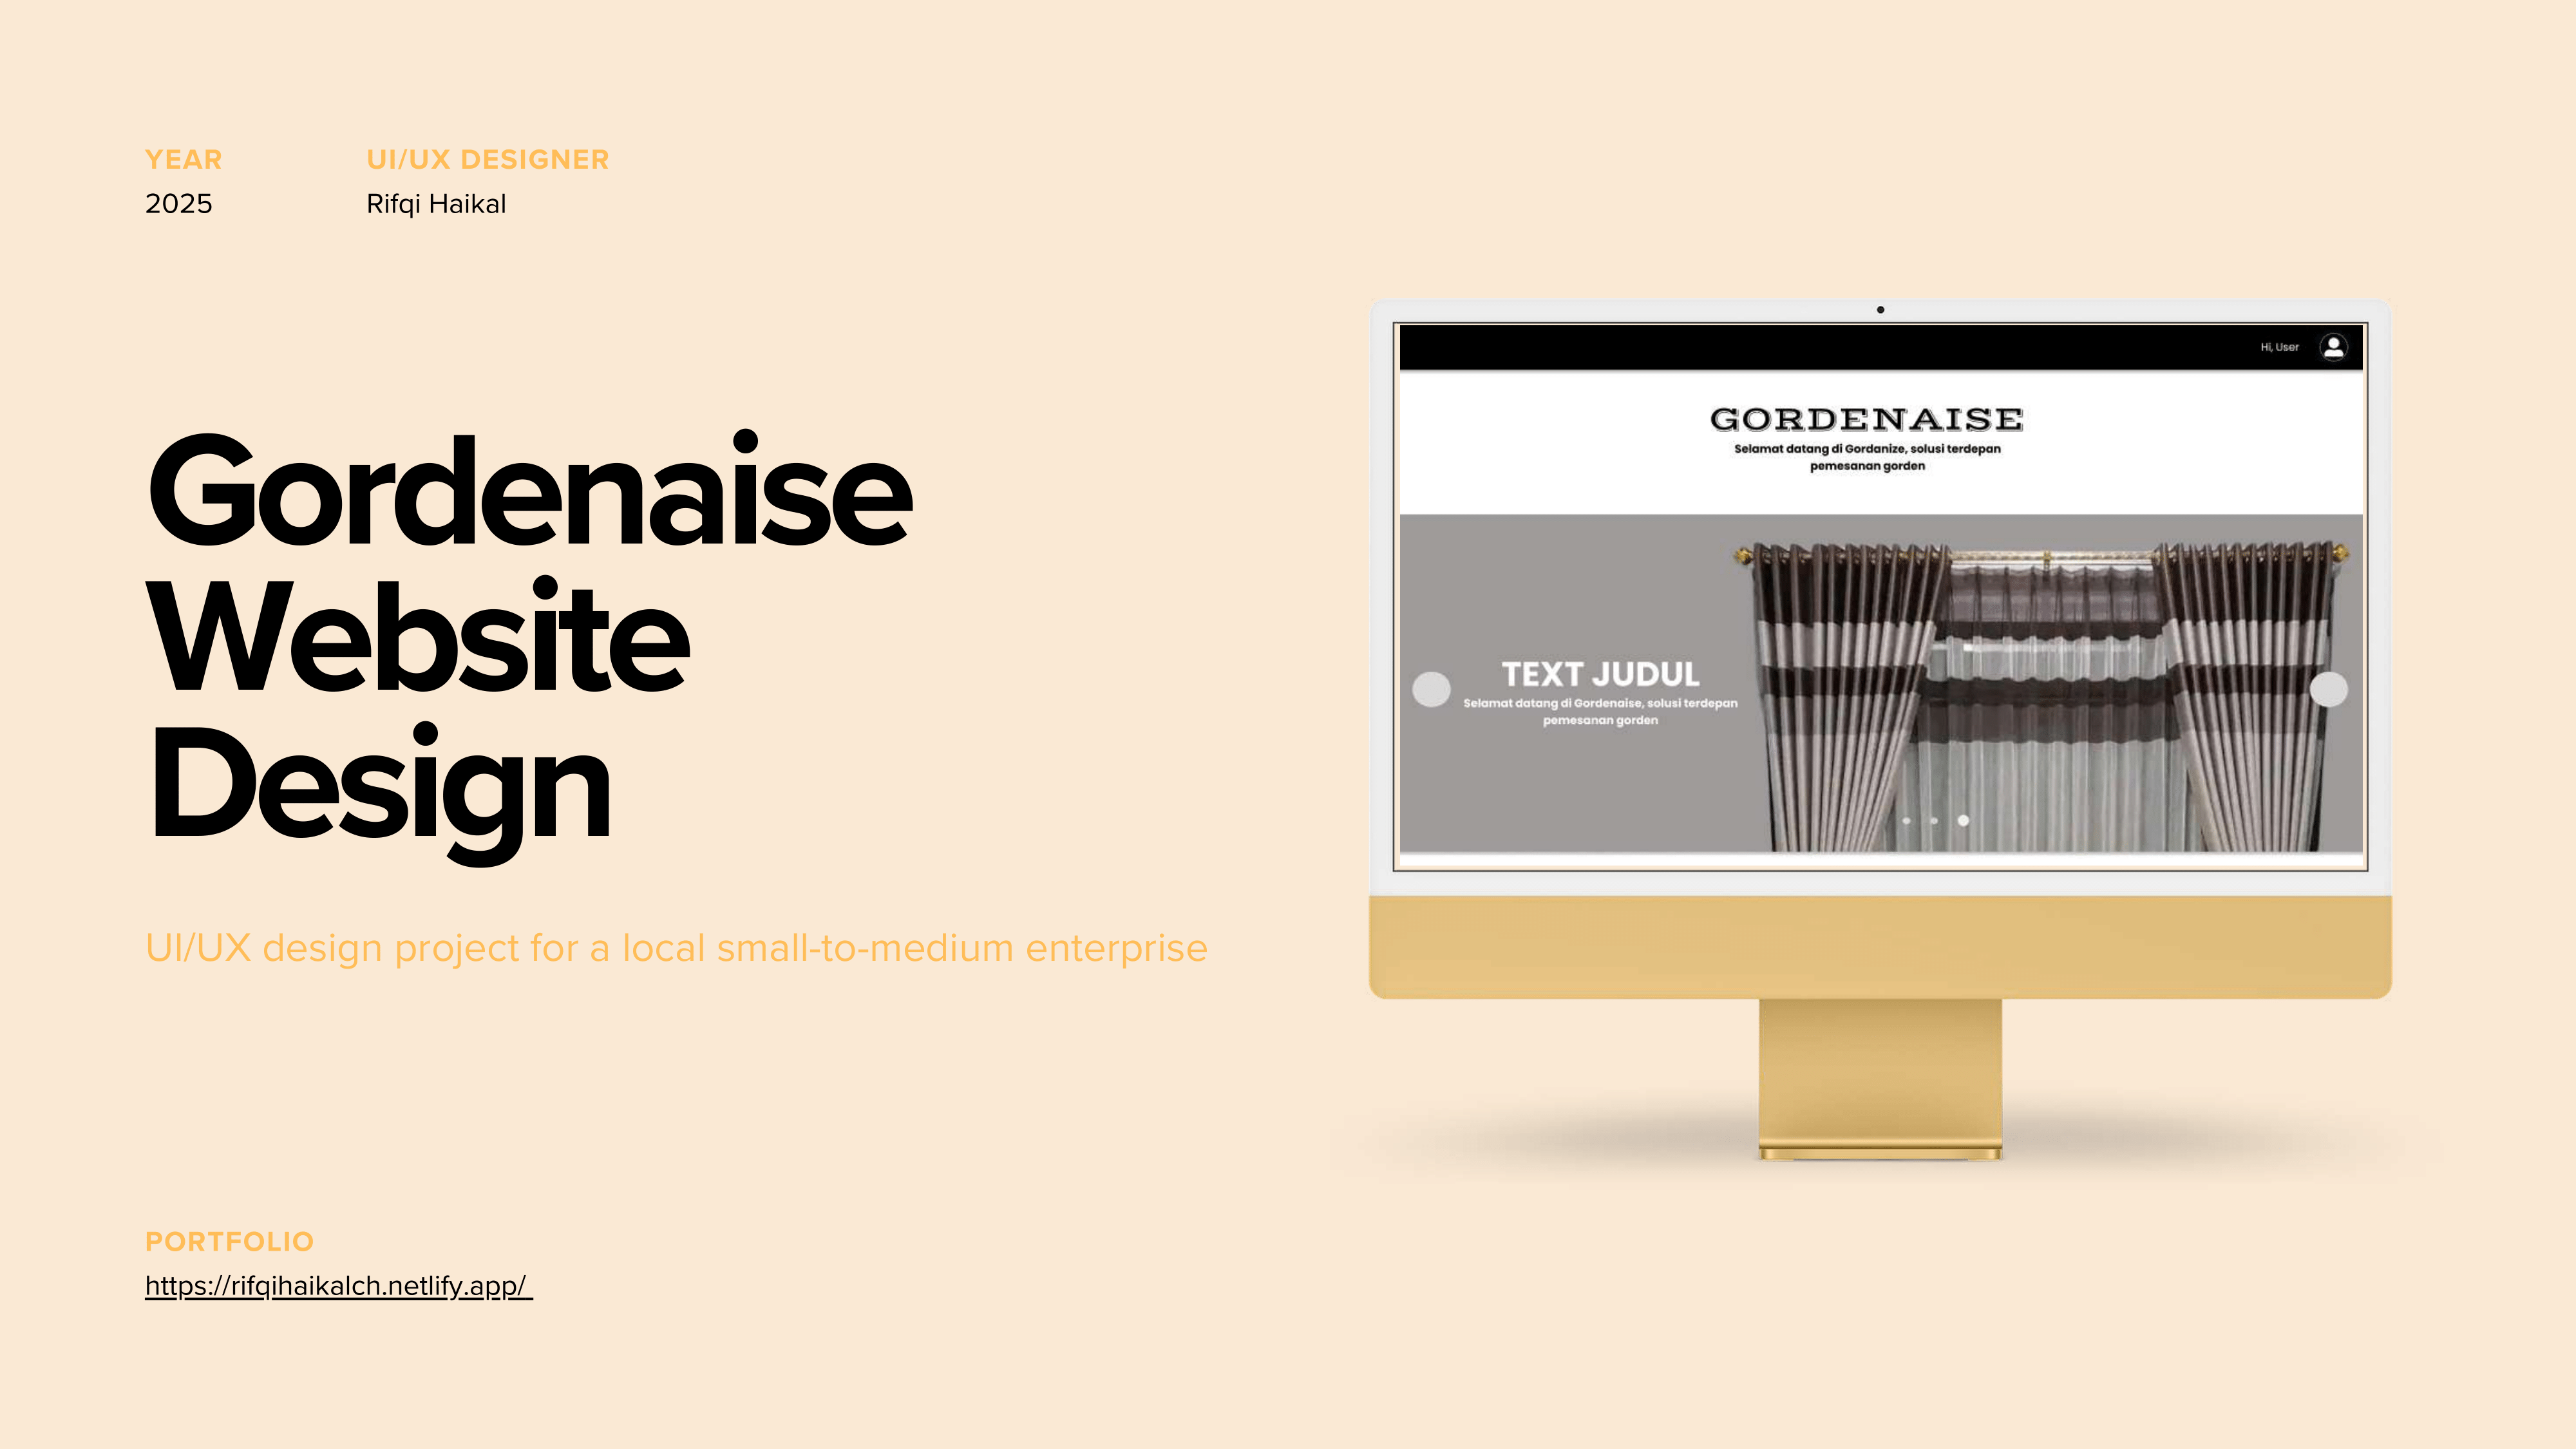 YEAR
2025
UI/UX DESIGNER
Rifqi Haikal
Gordenaise
Website
Design
UI/UX design project for a local small-to-medium enterprise
PORTFOLIO
https://rifqihaikalch.netlify.app/
Hi, User
GORDENAISE
Selamat datang di Gordanize, solusi terdepan
pemesanan gorden
TEXT JUDUL
Selamat datang di Gordenaise, solusi terdepan
pemesanan gorden